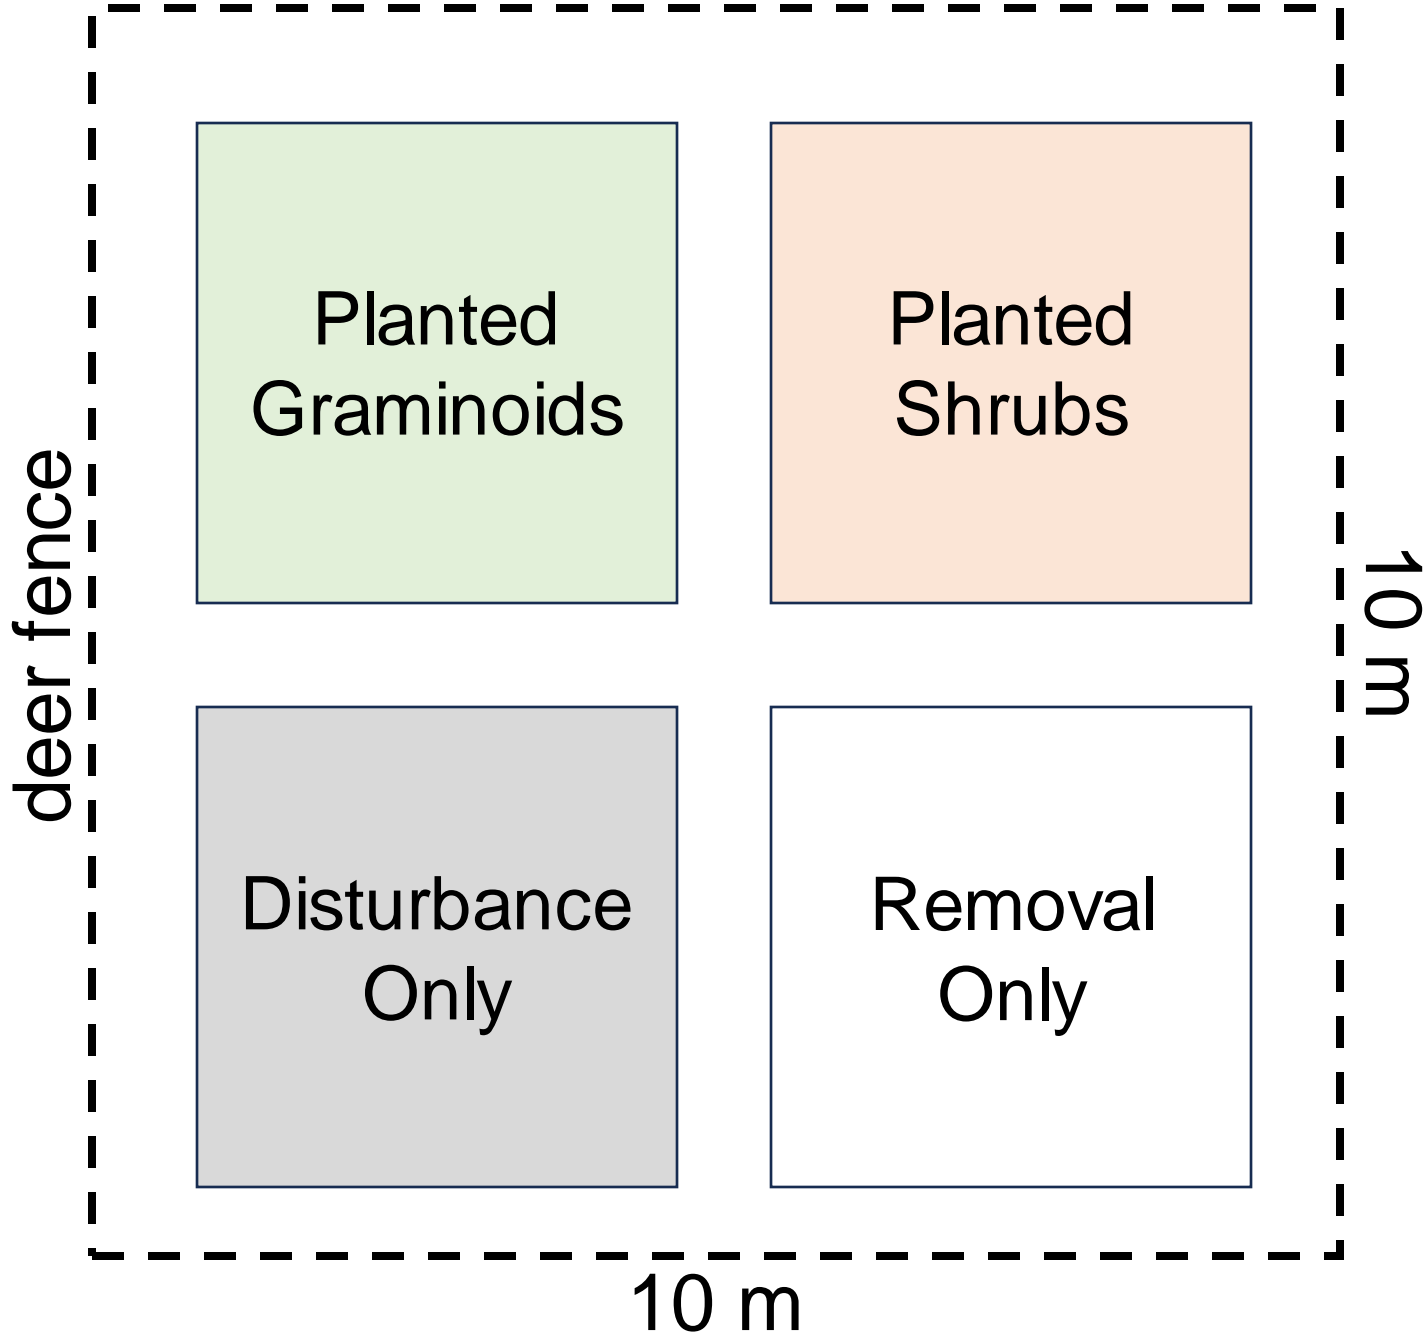 Planted
Graminoids
Planted
Shrubs
deer fence
10 m
Disturbance
Only
Removal
Only
10 m